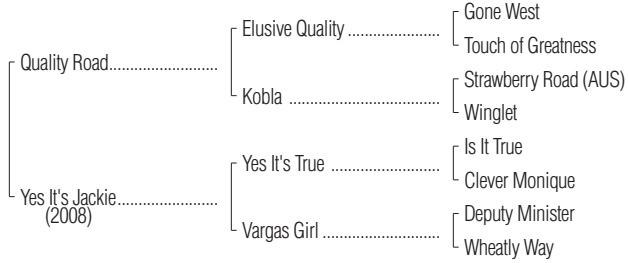 Gone West
Elusive Quality
Touch of Greatness
Quality Road
Strawberry Road (AUS)
Kobla
Winglet
Is It True
Yes It's True
Clever Monique
Yes It's Jackie
(2008)
Deputy Minister
Vargas Girl
Wheatly Way